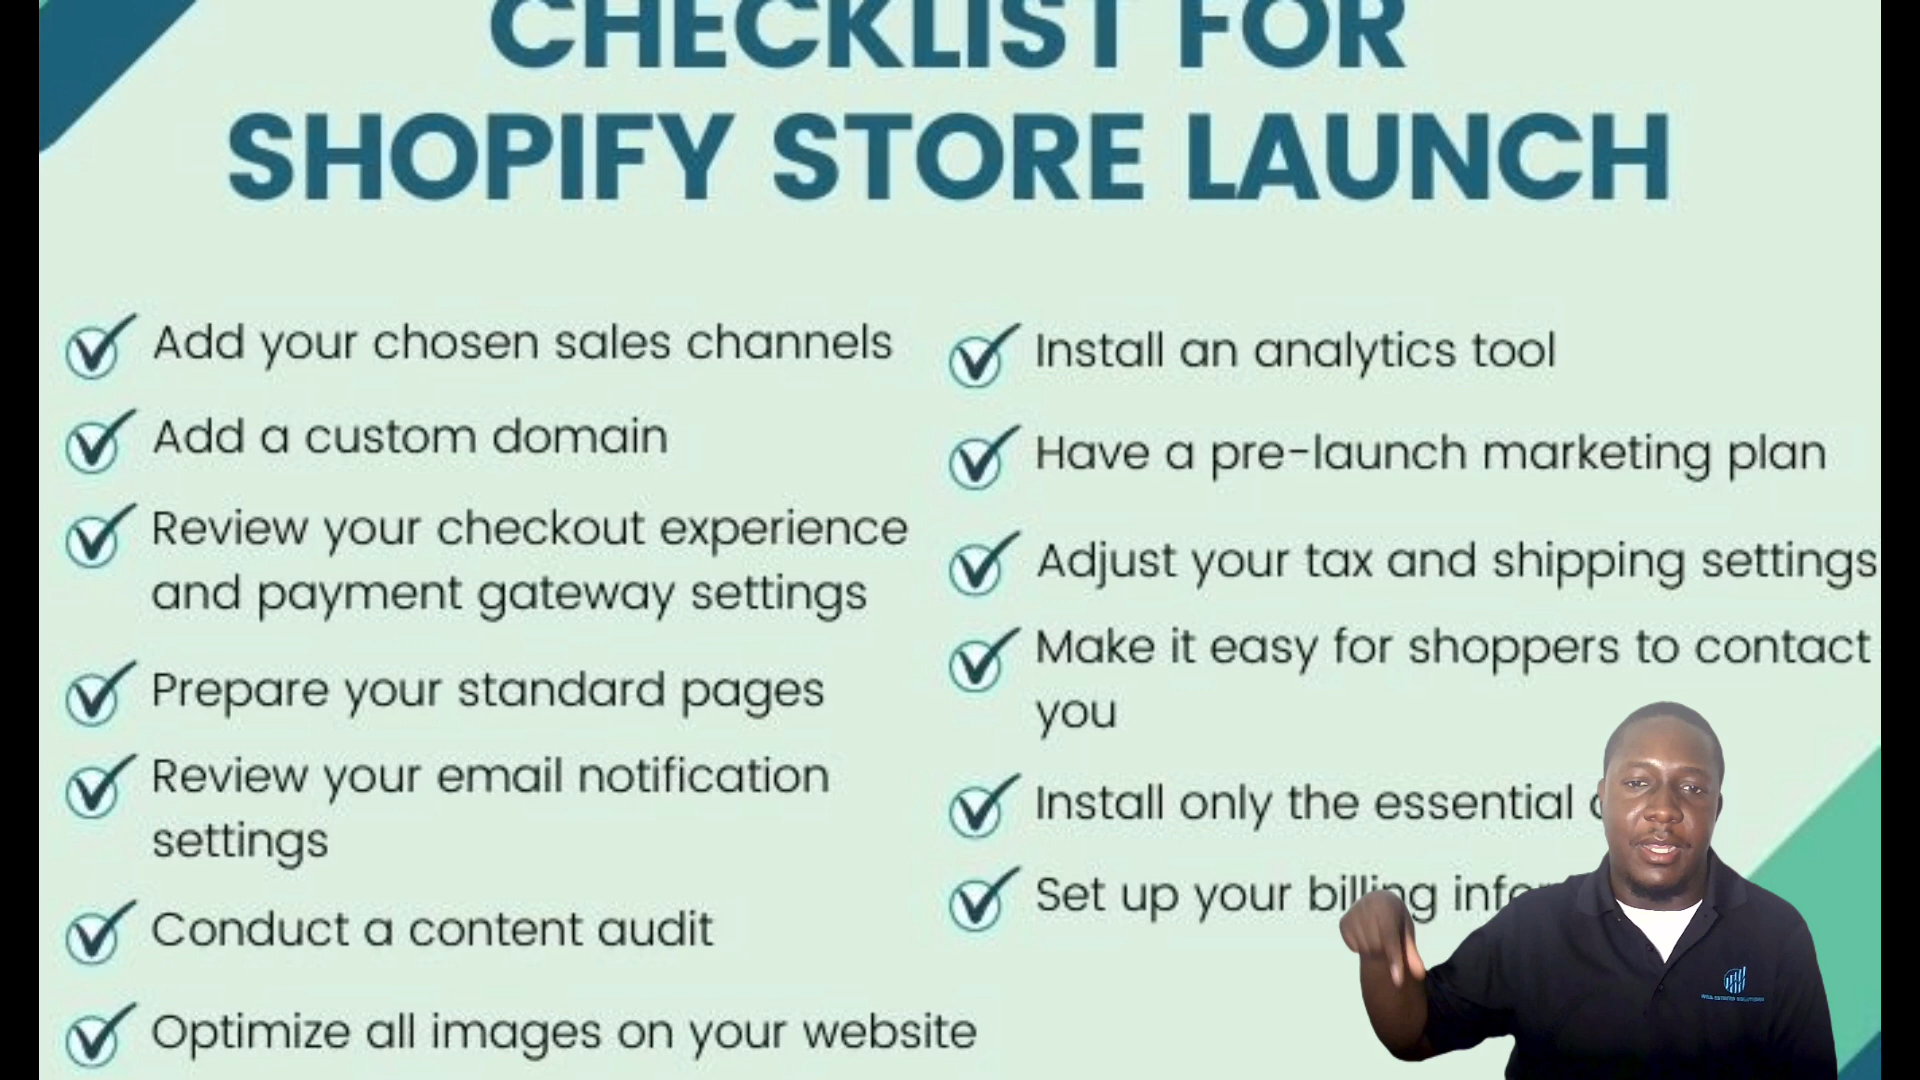 CHECKLIST FOR
SHOPIFY STORE LAUNCH
Add your chosen sales channels
Add a custom domain
Review your checkout experience
and payment gateway settings
Prepare your standard pages
Review your email notification
settings
Conduct a content audit
Optimize all images on your website
Install an analytics tool
Have a pre-launch marketing plan
Adjust your tax and shipping settings
Make it easy for shoppers to contact
you
Install only the essential
Set up your billing